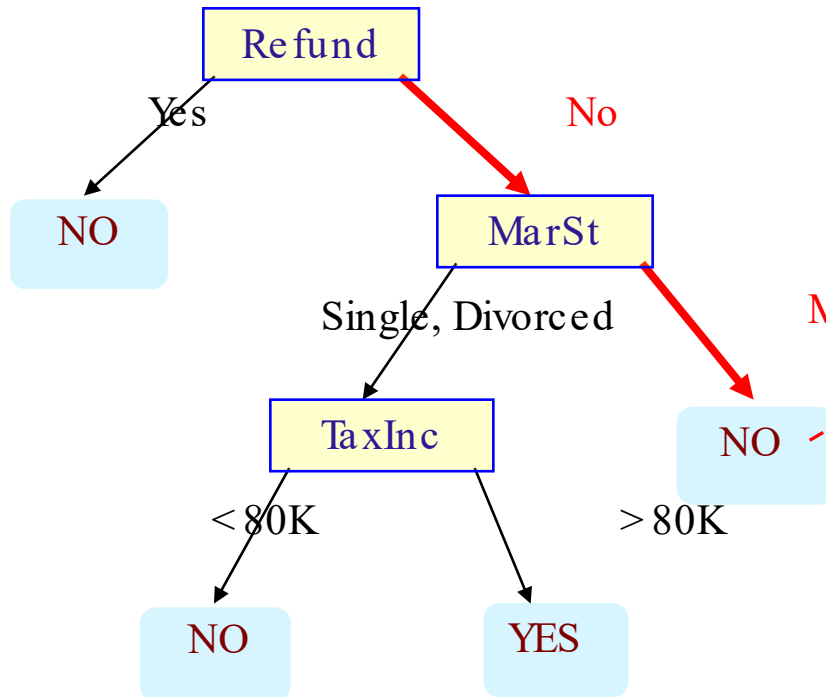 Refund
Yes
No
NO
MarSt
Single, Divorced
M
TaxInc
NO
<80K
>80K
NO
YES